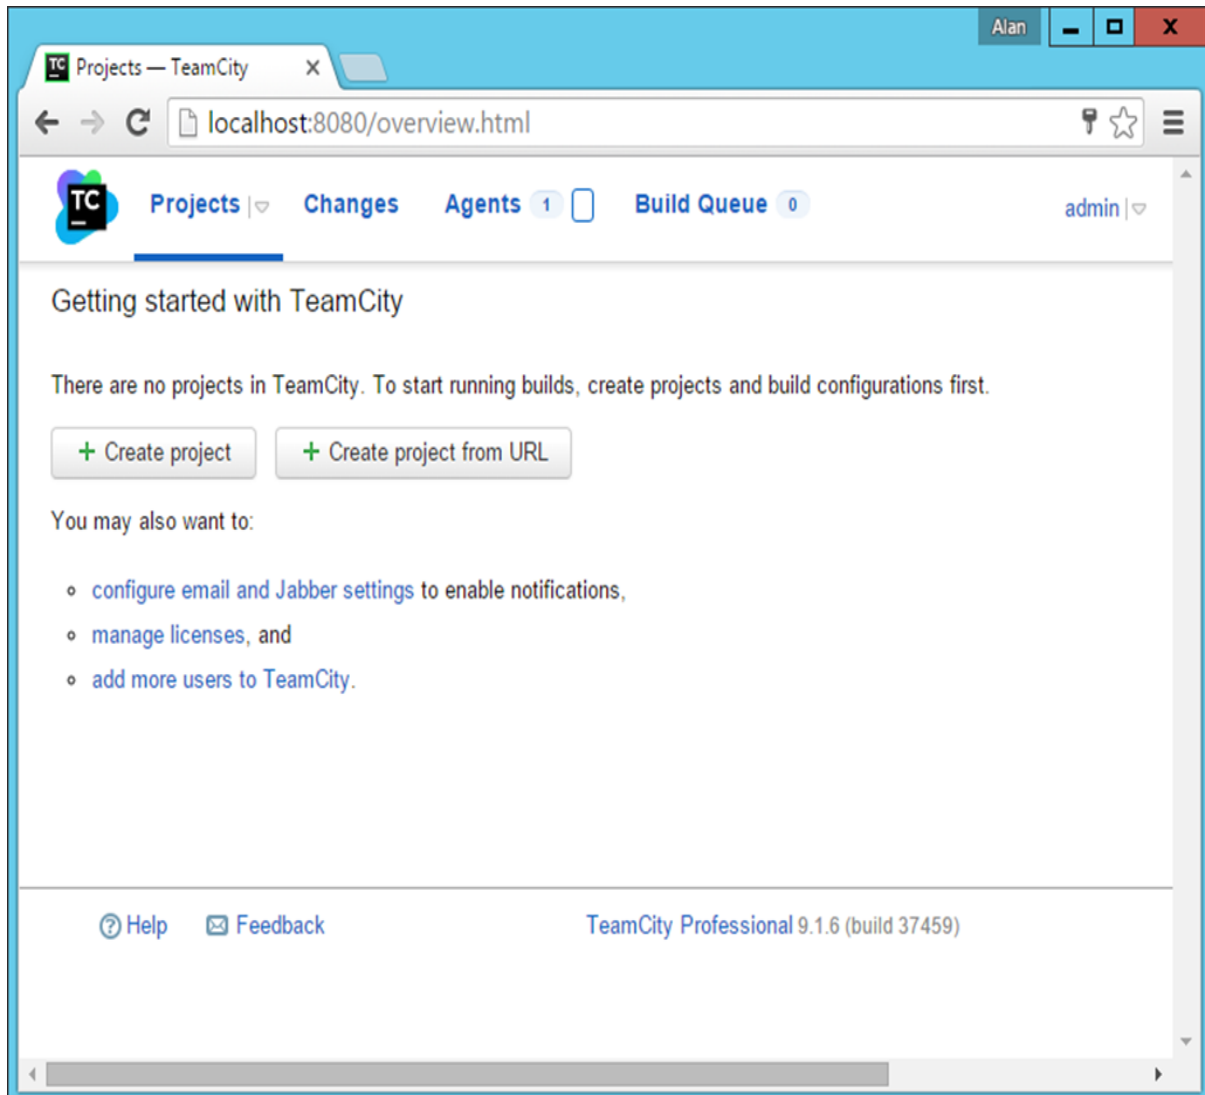 Alan
TC Projects — TeamCity
localhost:8080/overview.html
TC Projects Changes Agents 1 Build Queue 0 admin
Getting started with TeamCity
There are no projects in TeamCity. To start running builds, create projects and build configurations first.
+ Create project + Create project from URL
You may also want to:
configure email and Jabber settings to enable notifications,
manage licenses, and
add more users to TeamCity.
Help Feedback TeamCity Professional 9.1.6 (build 37459)